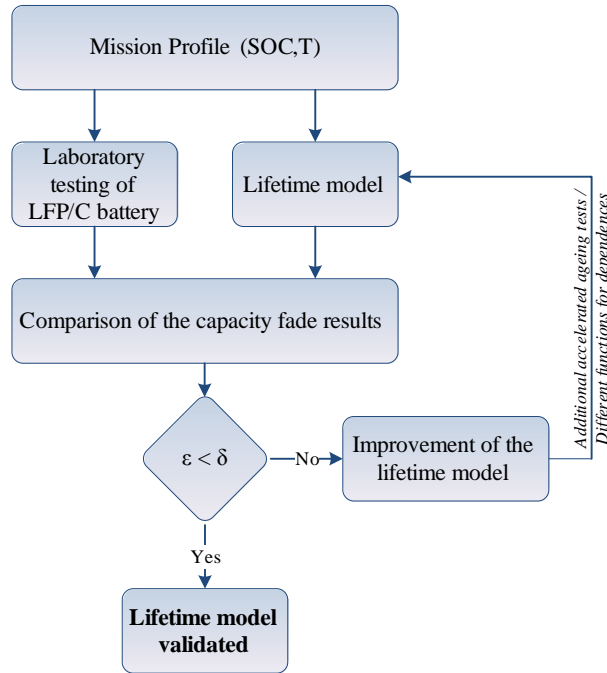 Mission Profile (SOC,T)
Laboratory
testing of
LFP/C battery
Lifetime model
Comparison of the capacity fade results
ε < δ
No
Improvement of the
lifetime model
Additional accelerated ageing tests /
Different functions for dependences
Yes
Lifetime model
validated